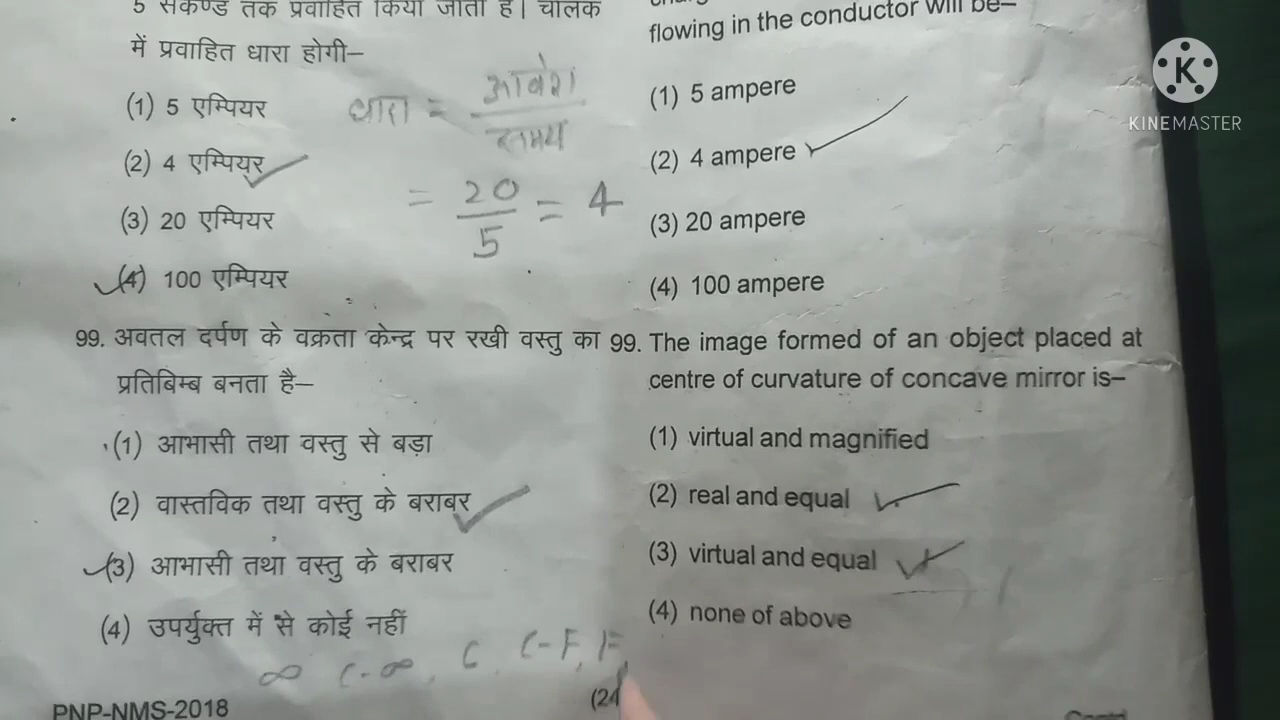 5 सेकण्ड तक प्रवाहित किया जाता है। चालक
में प्रवाहित धारा होगी–
(1) 5 एम्पियर
(2) 4 एम्पियर
(3) 20 एम्पियर
(4) 100 एम्पियर
धारा = आवेश
समय
= 20
5
= 4
99. अवतल दर्पण के वक्रता केन्द्र पर रखी वस्तु का
प्रतिबिम्ब बनता है–
(1) आभासी तथा वस्तु से बड़ा
(2) वास्तविक तथा वस्तु के बराबर
(3) आभासी तथा वस्तु के बराबर
(4) उपर्युक्त में से कोई नहीं
∞ C-∞, C, C-F, F,
PNP-NMS-2018
(24
flowing in the conductor will be–
(1) 5 ampere
(2) 4 ampere
(3) 20 ampere
(4) 100 ampere
99. The image formed of an object placed at
centre of curvature of concave mirror is–
(1) virtual and magnified
(2) real and equal
(3) virtual and equal
(4) none of above
K
KINEMASTER